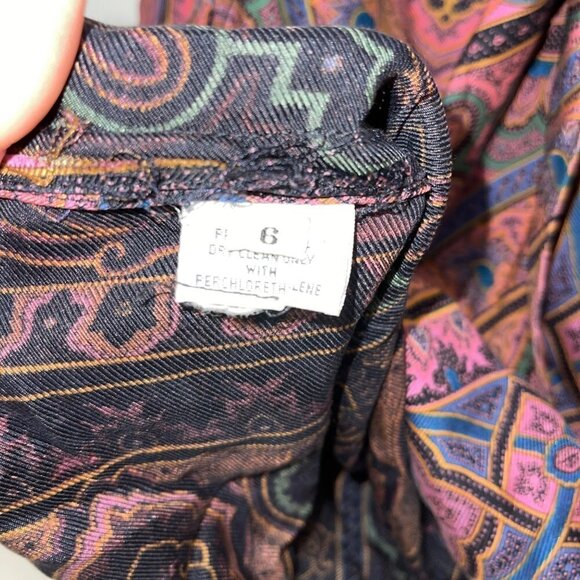 6
DRY CLEAN ONLY
WITH
PERCHLORETHYLENE